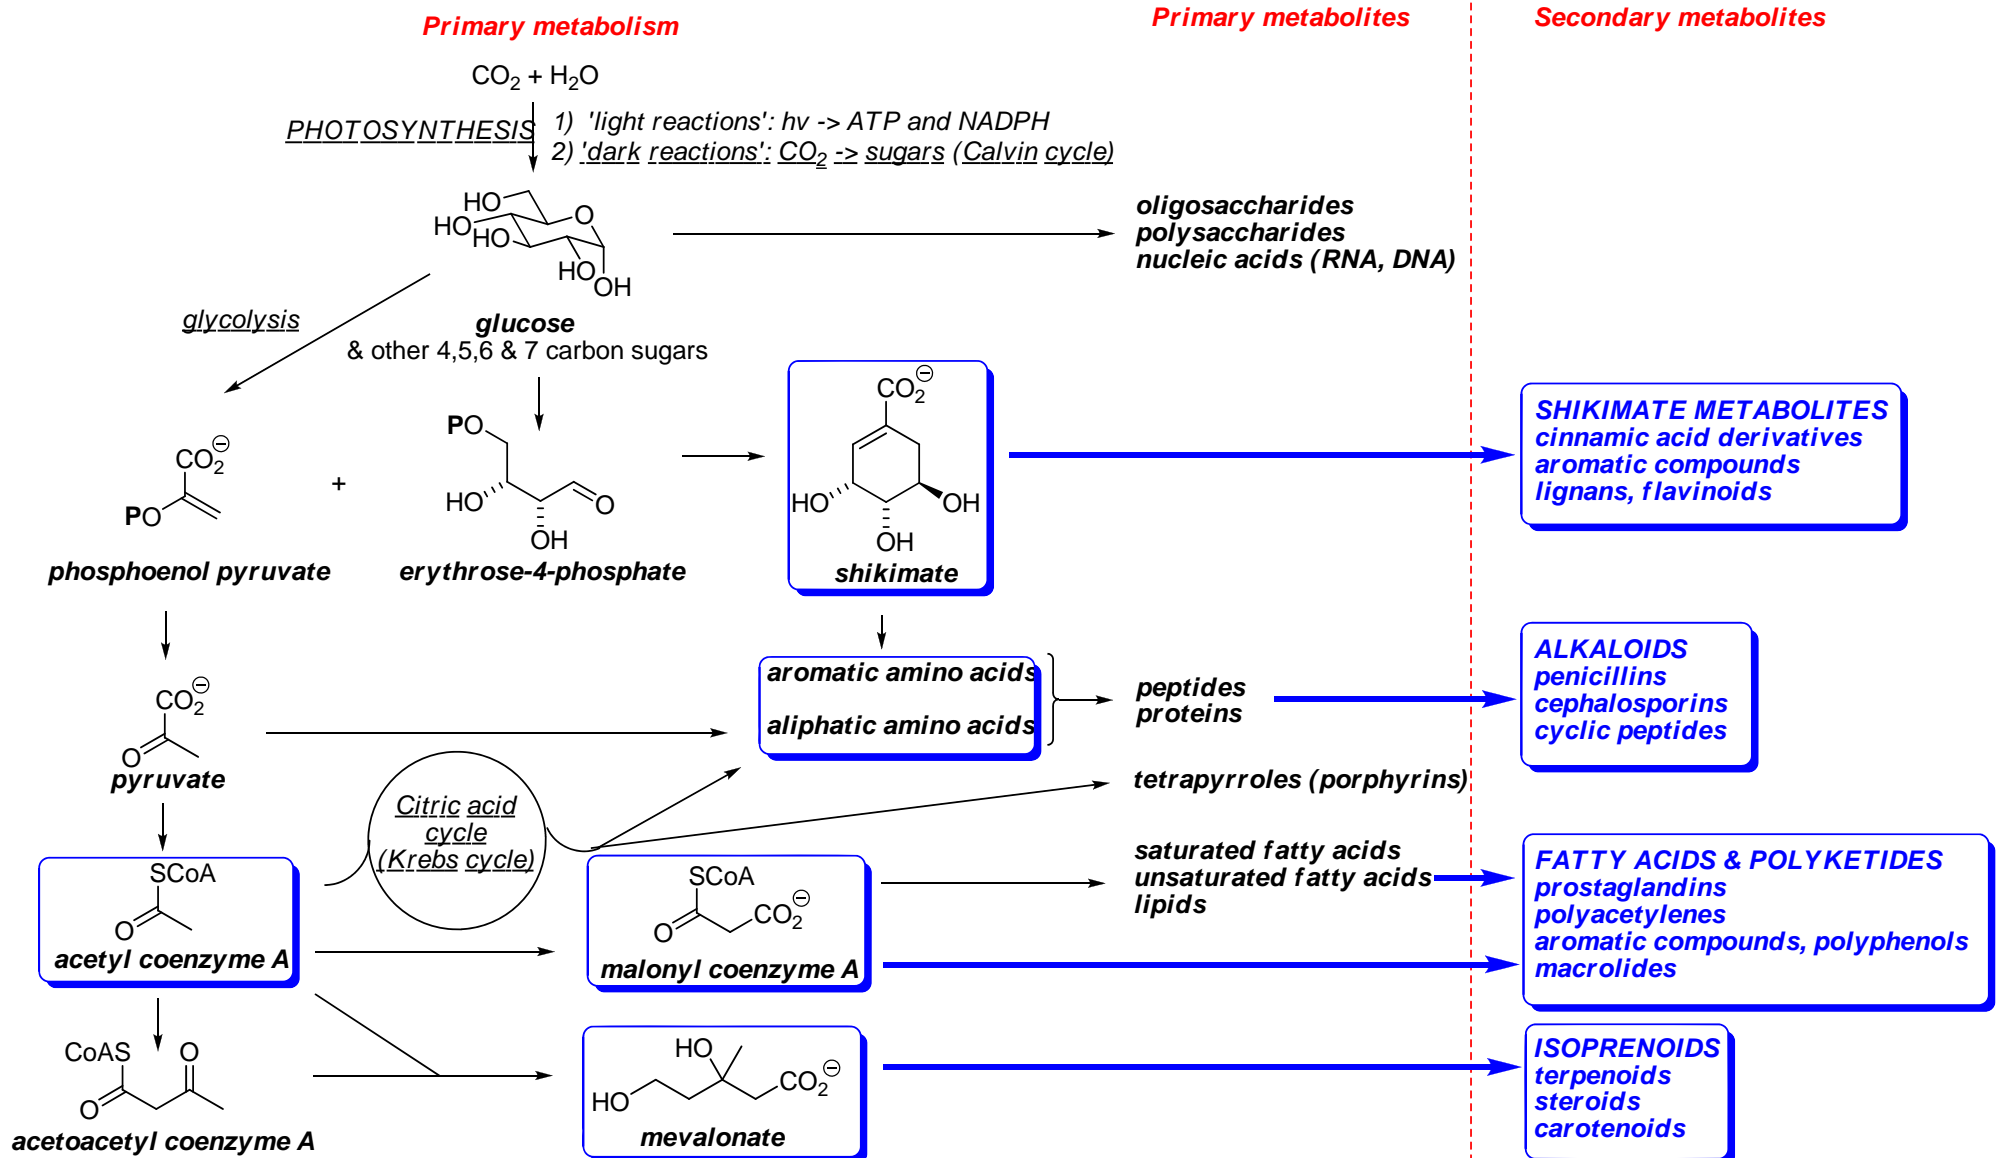 Primary metabolism
Primary metabolites
Secondary metabolites
CO2 + H2O
PHOTOSYNTHESIS
1) 'light reactions': hv -> ATP and NADPH
2) 'dark reactions': CO2 -> sugars (Calvin cycle)
HO
O
HO
HO
HO
OH
oligosaccharides
polysaccharides
nucleic acids (RNA, DNA)
glycolysis
glucose
& other 4,5,6 & 7 carbon sugars
CO2⊖
PO
phosphoenol pyruvate
+
PO
HO
O
OH
erythrose-4-phosphate
CO2⊖
HO
OH
OH
shikimate
SHIKIMATE METABOLITES
cinnamic acid derivatives
aromatic compounds
lignans, flavinoids
aromatic amino acids
aliphatic amino acids
peptides
proteins
ALKALOIDS
penicillins
cephalosporins
cyclic peptides
CO2⊖
O
pyruvate
Citric acid
cycle
(Krebs cycle)
tetrapyrroles (porphyrins)
SCoA
O
acetyl coenzyme A
SCoA
CO2⊖
O
malonyl coenzyme A
saturated fatty acids
unsaturated fatty acids
lipids
FATTY ACIDS & POLYKETIDES
prostaglandins
polyacetylenes
aromatic compounds, polyphenols
macrolides
CoAS
O
O
acetoacetyl coenzyme A
HO
CO2⊖
HO
mevalonate
ISOPRENOIDS
terpenoids
steroids
carotenoids